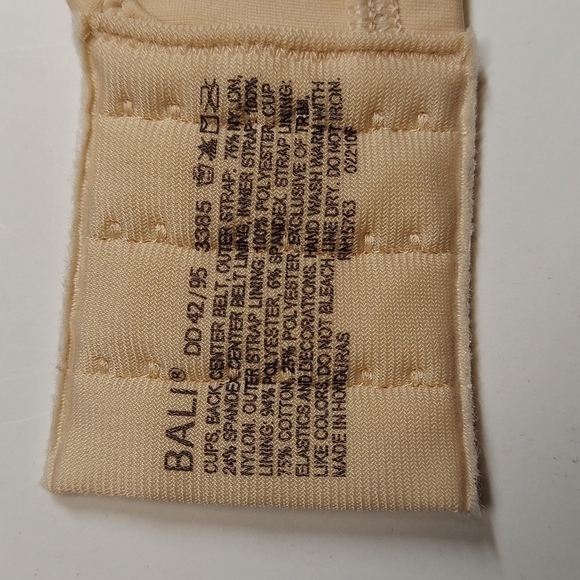 BALI® DD 42/95 3385
CUPS, BACK, CENTER BELT, OUTER STRAP: 76% NYLON,
24% SPANDEX. CENTER BELT LINING, INNER STRAP: 100%
NYLON. OUTER STRAP LINING: 100% POLYESTER. CUP
LINING: 94% POLYESTER, 6% SPANDEX. STRAP LINING:
75% COTTON, 25% POLYESTER. EXCLUSIVE OF TRIM,
ELASTICS AND DECORATIONS. HAND WASH WARM WITH
LIKE COLORS. DO NOT BLEACH. LINE DRY. DO NOT IRON.
MADE IN HONDURAS RN#15763